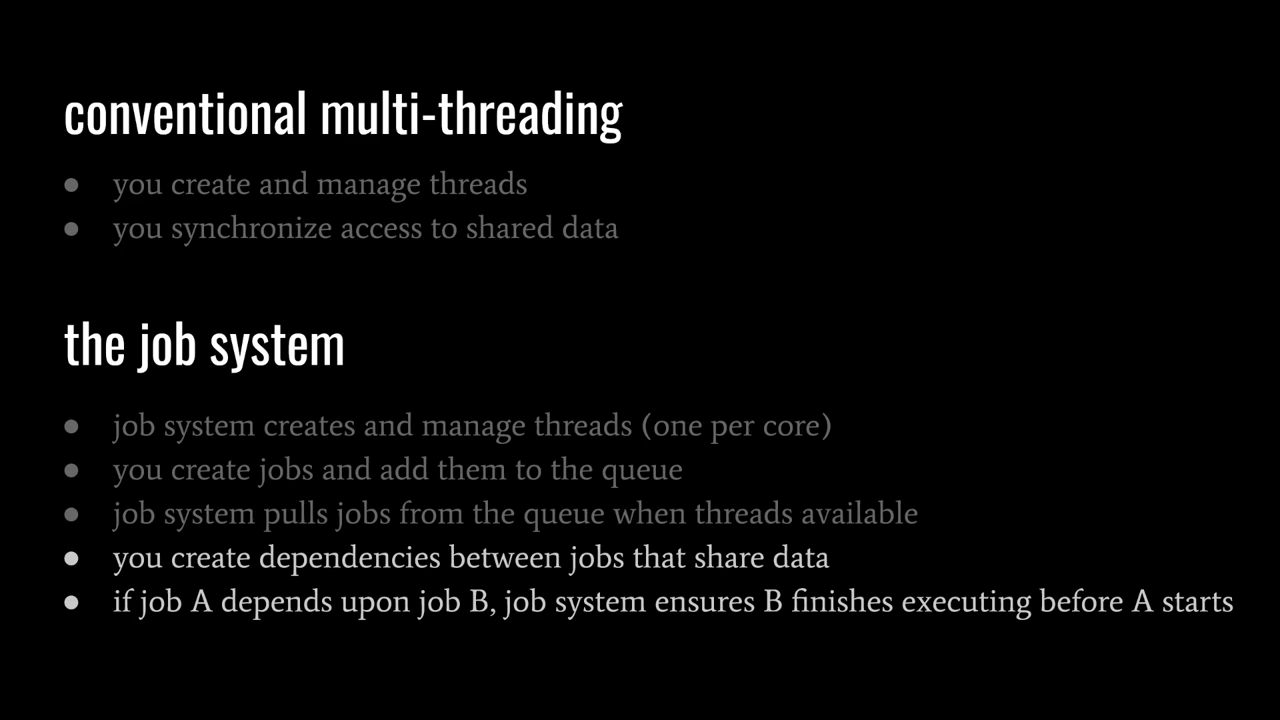 conventional multi-threading
● you create and manage threads
● you synchronize access to shared data
the job system
● job system creates and manage threads (one per core)
● you create jobs and add them to the queue
● job system pulls jobs from the queue when threads available
● you create dependencies between jobs that share data
● if job A depends upon job B, job system ensures B finishes executing before A starts